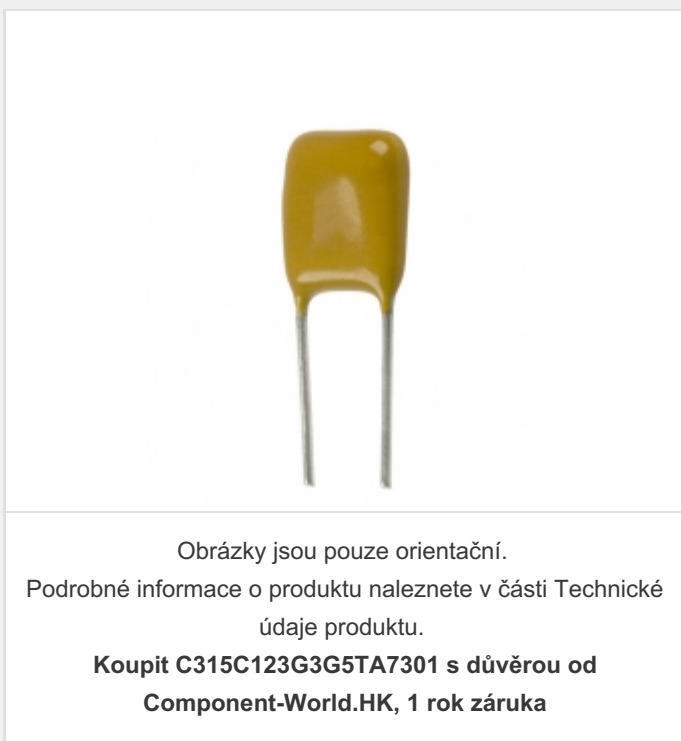 Obrázky jsou pouze orientační.
Podrobné informace o produktu naleznete v části Technické
údaje produktu.
Koupit C315C123G3G5TA7301 s důvěrou od
Component-World.HK, 1 rok záruka